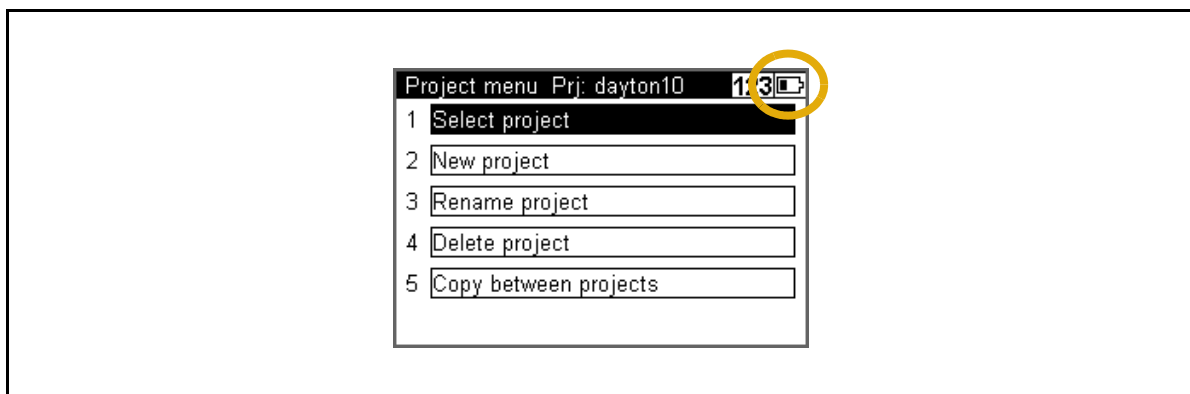 Project menu Prj: dayton10 123
1 Select project
2 New project
3 Rename project
4 Delete project
5 Copy between projects